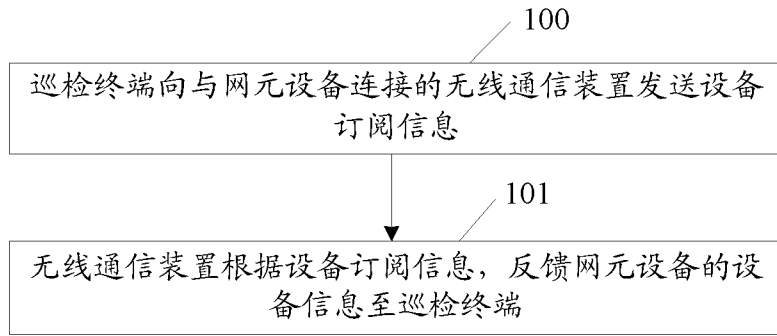 100
巡检终端向与网元设备连接的无线通信装置发送设备
订阅信息
101
无线通信装置根据设备订阅信息，反馈网元设备的设
备信息至巡检终端